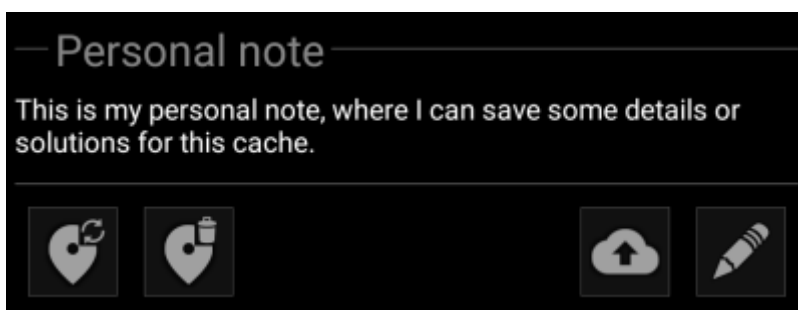 Personal note
This is my personal note, where I can save some details or
solutions for this cache.